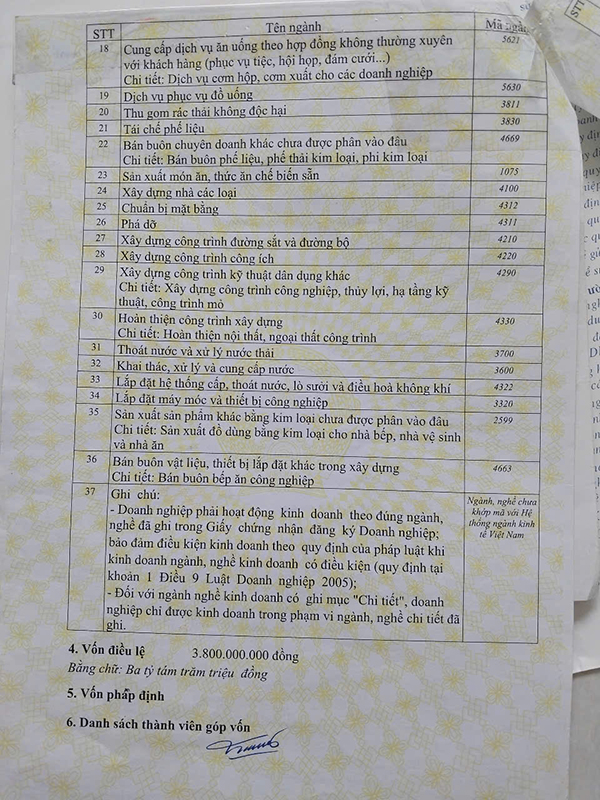 STT Tên ngành Mã ngàn
18 Cung cấp dịch vụ ăn uống theo hợp đồng không thường xuyên 5621
với khách hàng (phục vụ tiệc, hội họp, đám cưới...)
Chi tiết: Dịch vụ cơm hộp, cơm xuất cho các doanh nghiệp
19 Dịch vụ phục vụ đồ uống 5630
20 Thu gom rác thải không độc hại 3811
21 Tái chế phế liệu 3830
22 Bán buôn chuyên doanh khác chưa được phân vào đâu 4669
Chi tiết: Bán buôn phế liệu, phế thải kim loại, phi kim loại
23 Sản xuất món ăn, thức ăn chế biến sẵn 1075
24 Xây dựng nhà các loại 4100
25 Chuẩn bị mặt bằng 4312
26 Phá dỡ 4311
27 Xây dựng công trình đường sắt và đường bộ 4210
28 Xây dựng công trình công ích 4220
29 Xây dựng công trình kỹ thuật dân dụng khác 4290
Chi tiết: Xây dựng công trình công nghiệp, thủy lợi, hạ tầng kỹ
thuật, công trình mỏ
30 Hoàn thiện công trình xây dựng 4330
Chi tiết: Hoàn thiện nội thất, ngoại thất công trình
31 Thoát nước và xử lý nước thải 3700
32 Khai thác, xử lý và cung cấp nước 3600
33 Lắp đặt hệ thống cấp, thoát nước, lò sưởi và điều hoà không khí 4322
34 Lắp đặt máy móc và thiết bị công nghiệp 3320
35 Sản xuất sản phẩm khác bằng kim loại chưa được phân vào đâu 2599
Chi tiết: Sản xuất đồ dùng bằng kim loại cho nhà bếp, nhà vệ sinh
và nhà ăn
36 Bán buôn vật liệu, thiết bị lắp đặt khác trong xây dựng 4663
Chi tiết: Bán buôn bếp ăn công nghiệp
37 Ghi chú: Ngành, nghề chưa
- Doanh nghiệp phải hoạt động kinh doanh theo đúng ngành, khớp mã với Hệ
nghề đã ghi trong Giấy chứng nhận đăng ký Doanh nghiệp; thống ngành kinh
bảo đảm điều kiện kinh doanh theo quy định của pháp luật khi tế Việt Nam
kinh doanh ngành, nghề kinh doanh có điều kiện (quy định tại
khoản 1 Điều 9 Luật Doanh nghiệp 2005);
- Đối với ngành nghề kinh doanh có ghi mục "Chi tiết", doanh
nghiệp chỉ được kinh doanh trong phạm vi ngành, nghề chi tiết đã
ghi.
4. Vốn điều lệ 3.800.000.000 đồng
Bằng chữ: Ba tỷ tám trăm triệu đồng
5. Vốn pháp định
6. Danh sách thành viên góp vốn
STT